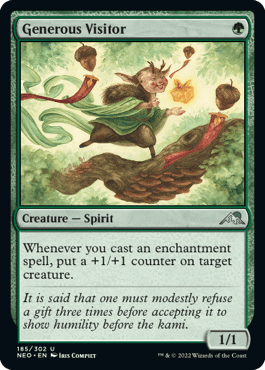 Generous Visitor
Creature — Spirit
Whenever you cast an enchantment
spell, put a +1/+1 counter on target
creature.
It is said that one must modestly refuse
a gift three times before accepting it to
show humility before the kami.
1/1
185/302 U
NEO • EN Iris Compiet
™ & © 2022 Wizards of the Coast